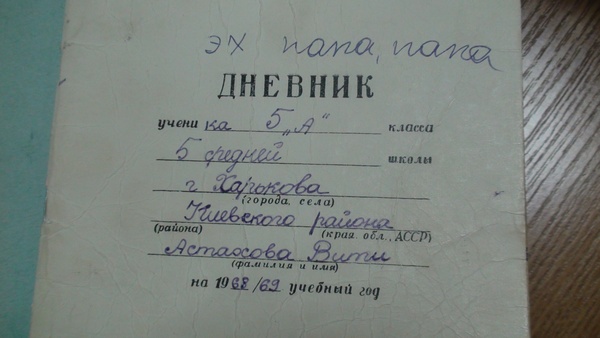 эх папа, папа
ДНЕВНИК
ученика 5 „А" класса
5 средней школы
г Харькова
(города, села)
Киевского района
(района) (края, обл., АССР)
Астахова Вити
(фамилия и имя)
на 1968/69 учебный год